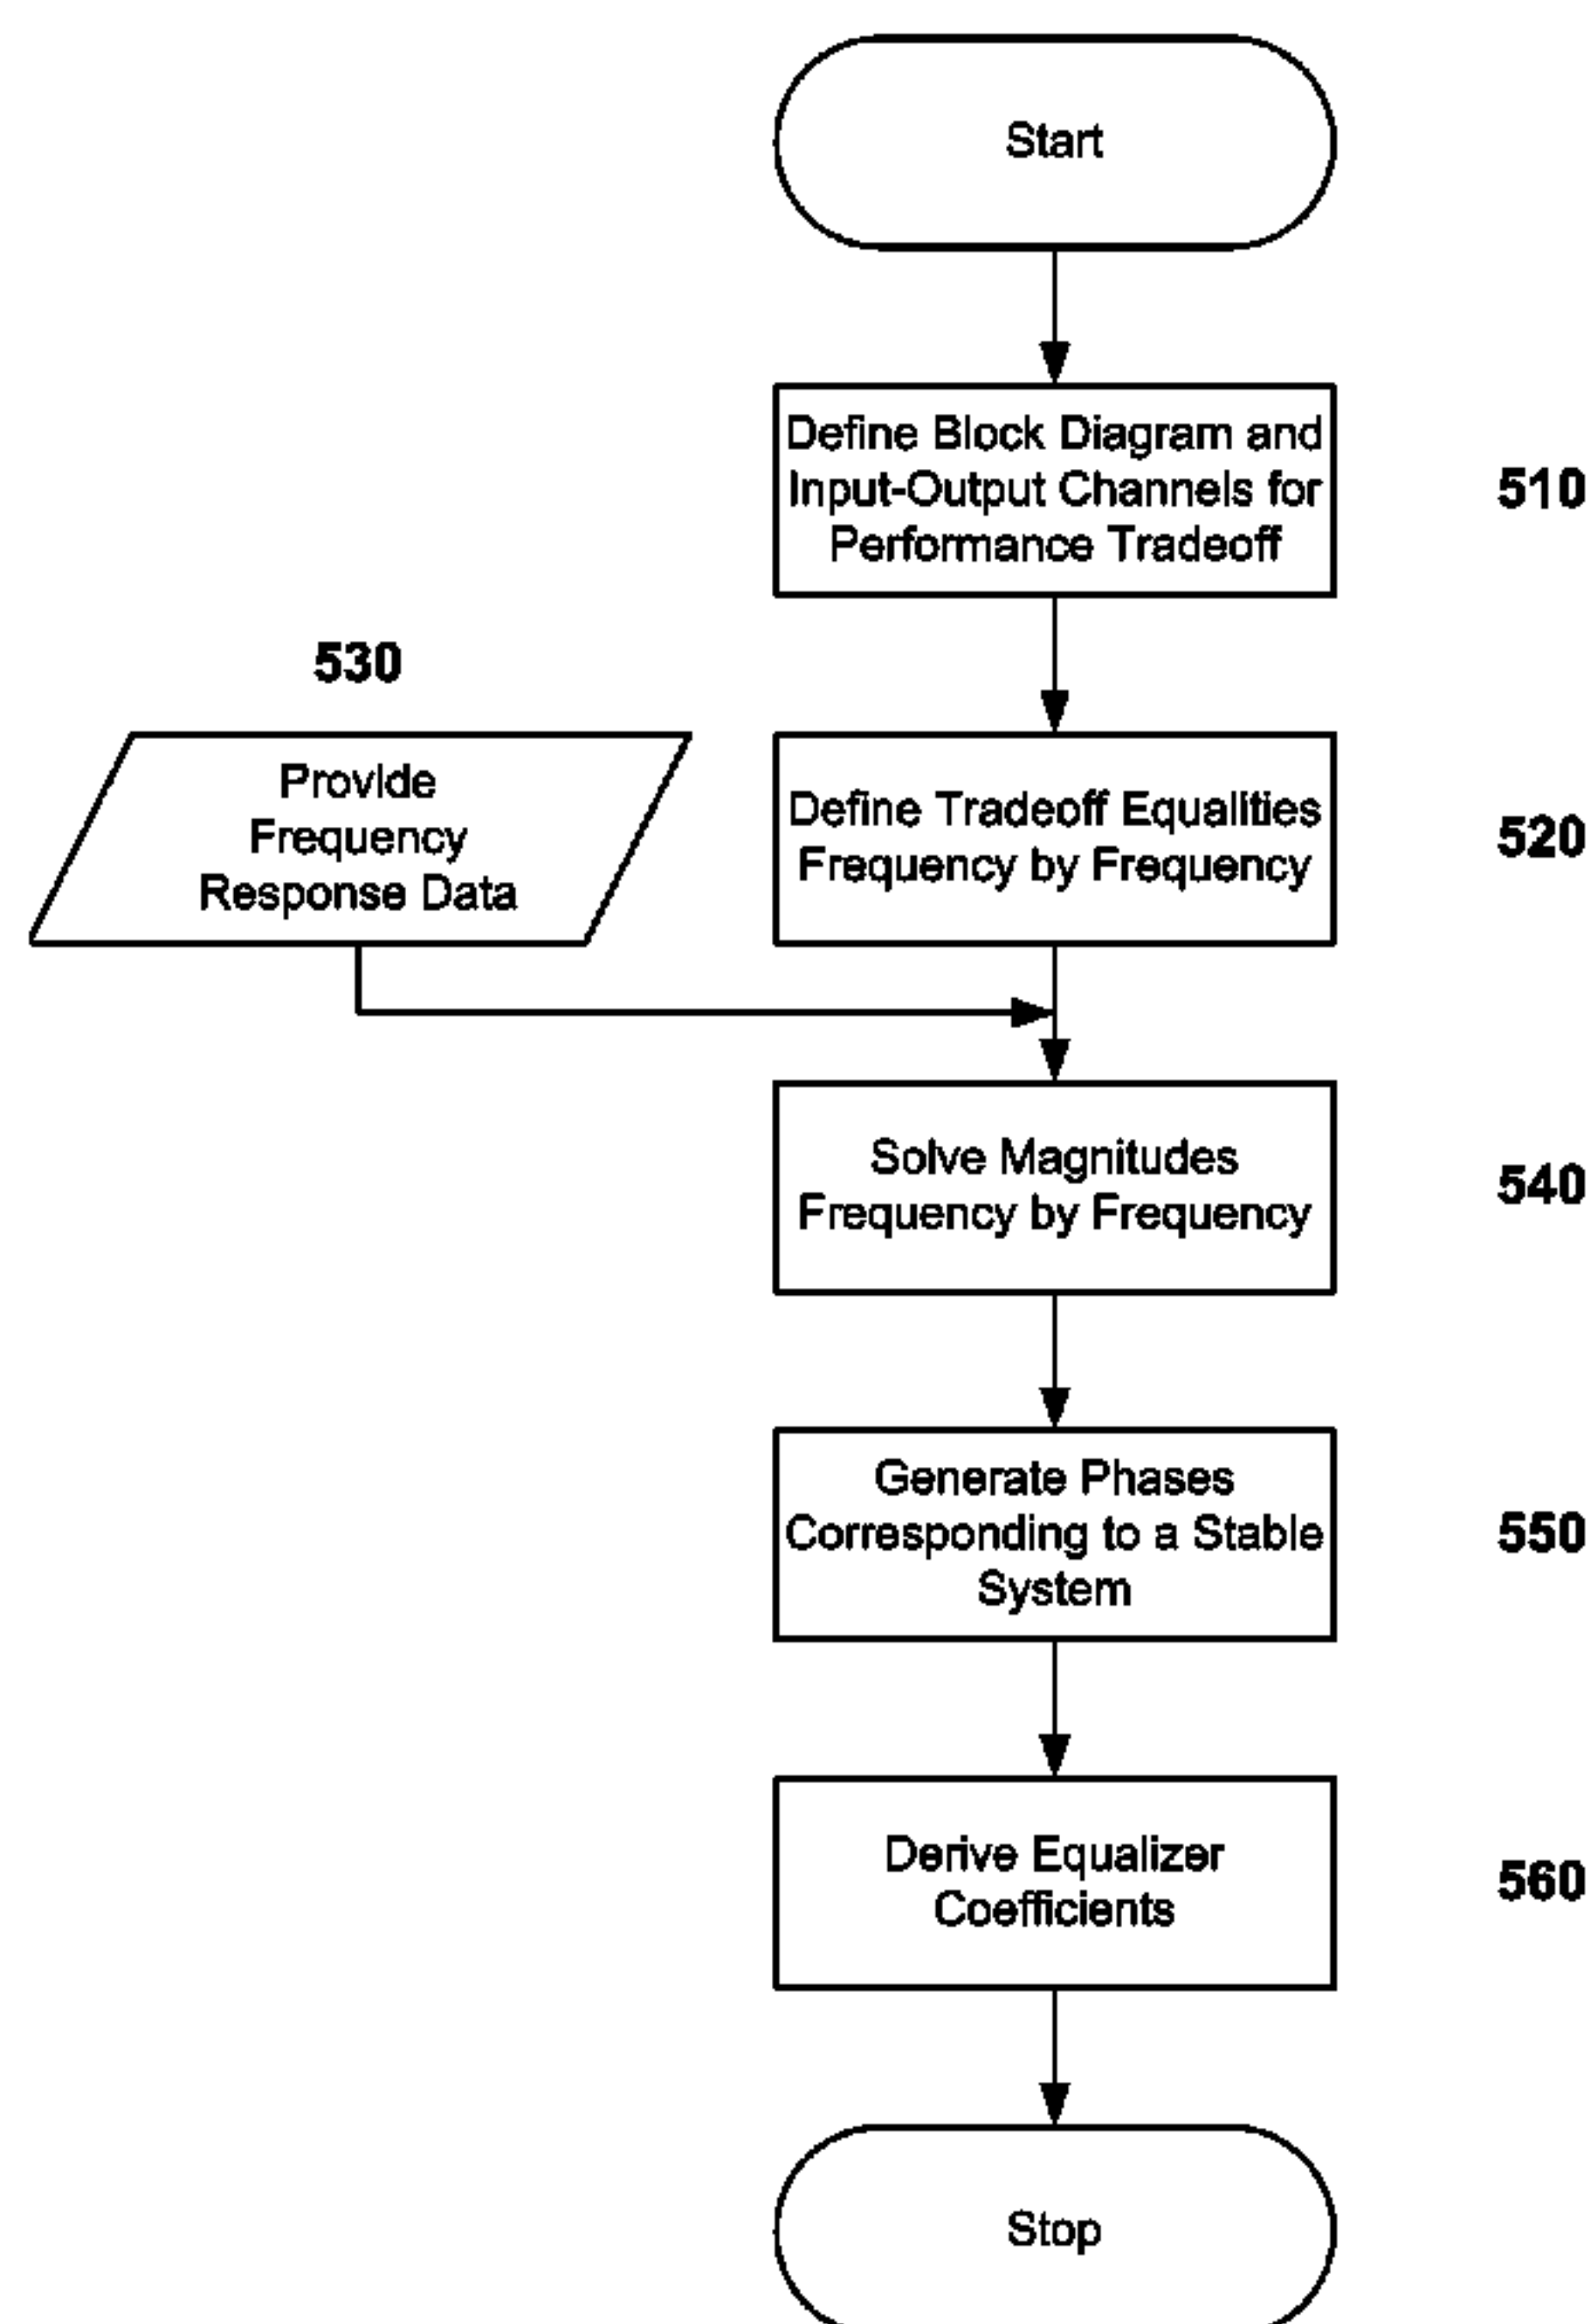 Start
Define Block Diagram and
Input-Output Channels for
Performance Tradeoff
510
530
Provide
Frequency
Response Data
Define Tradeoff Equalities
Frequency by Frequency
520
Solve Magnitudes
Frequency by Frequency
540
Generate Phases
Corresponding to a Stable
System
550
Derive Equalizer
Coefficients
560
Stop